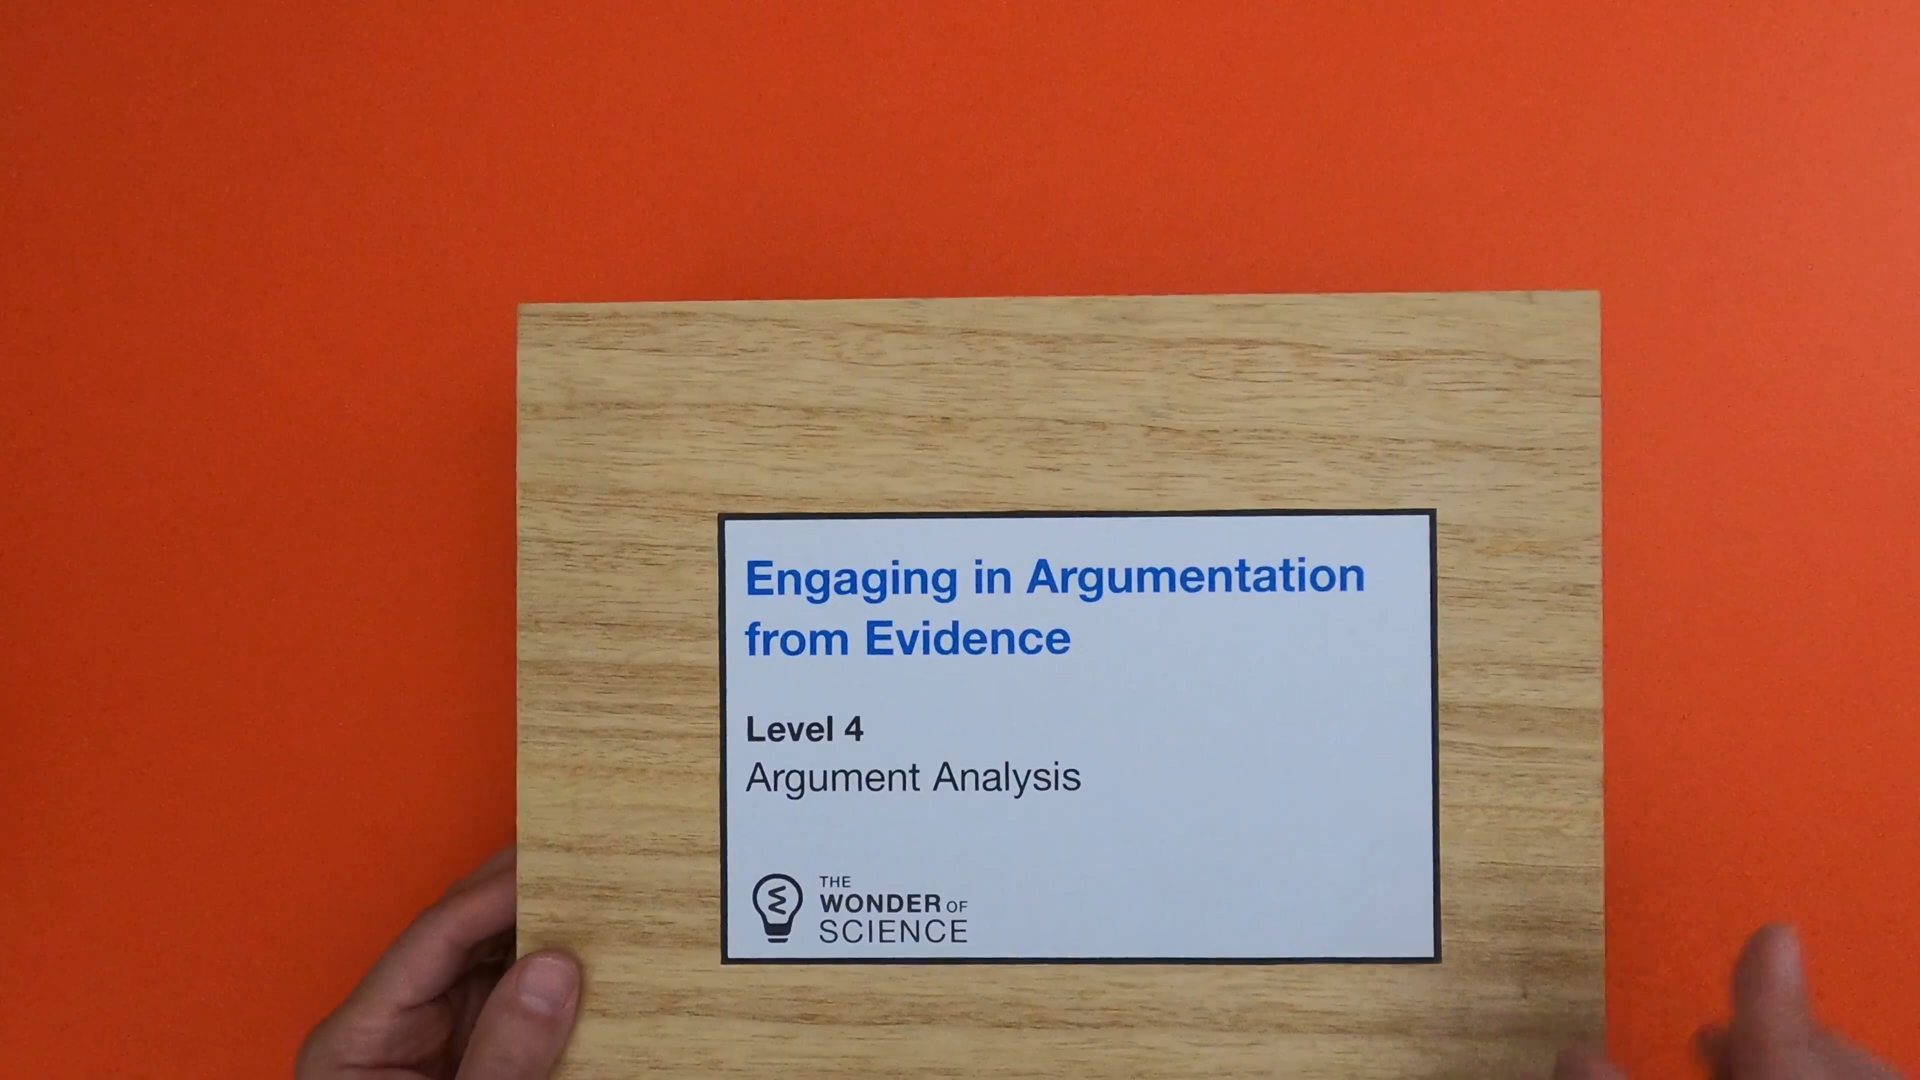 Engaging in Argumentation
from Evidence
Level 4
Argument Analysis
THE
WONDER OF
SCIENCE